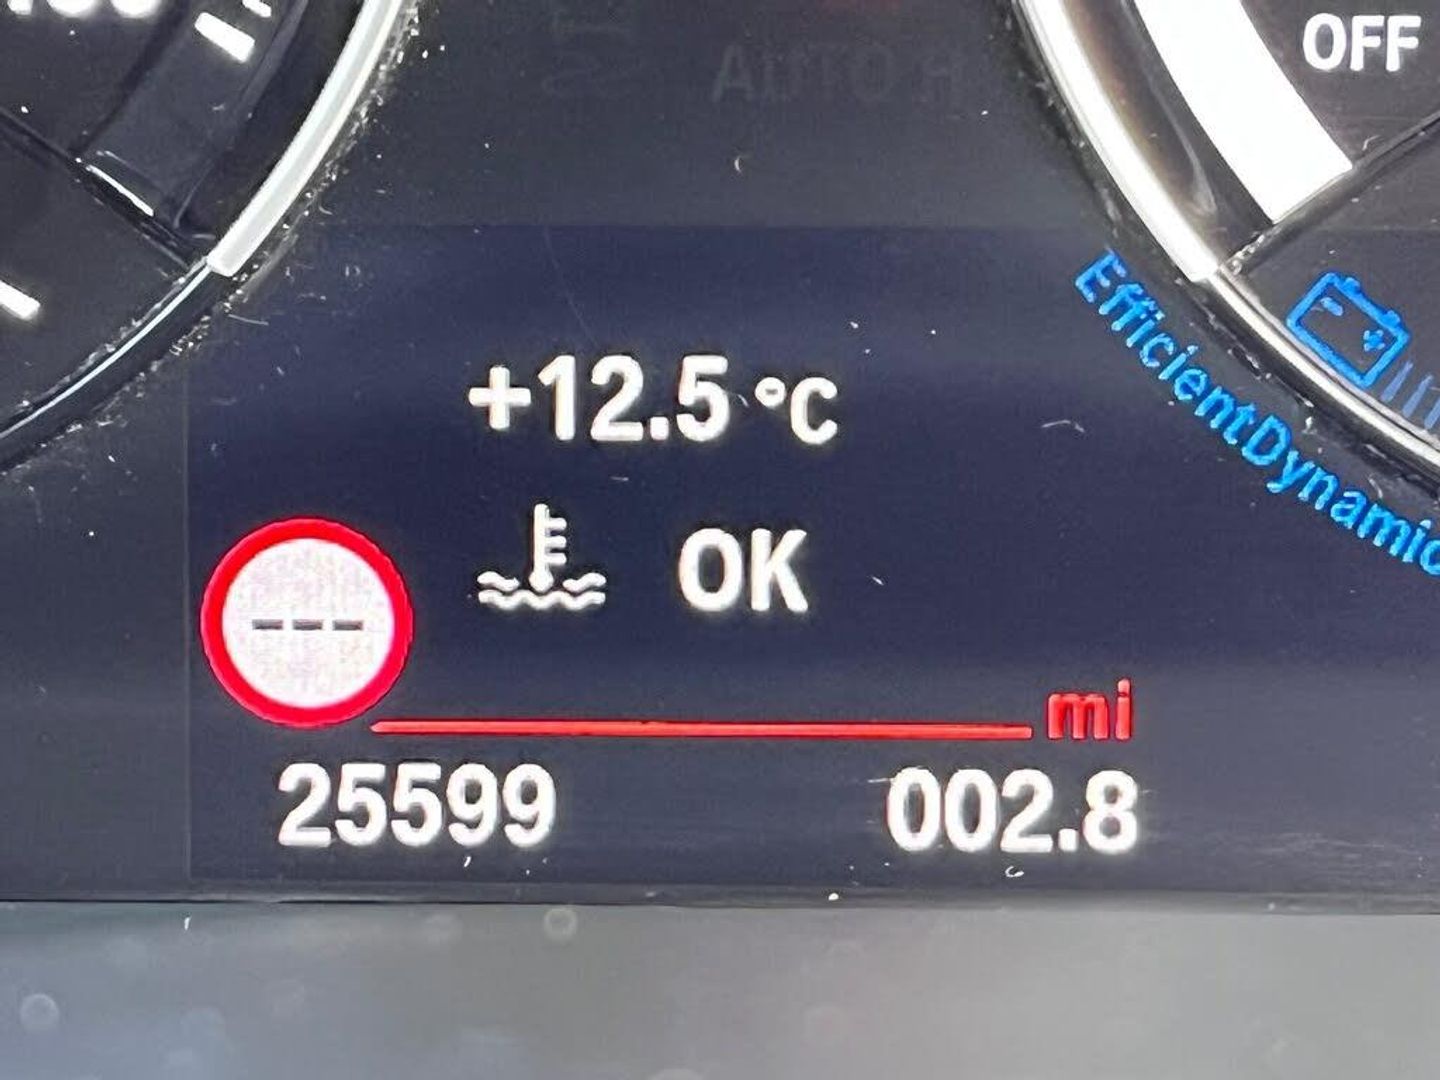 OFF
EfficientDynamic
+12.5 °C
OK
---
mi
25599 002.8